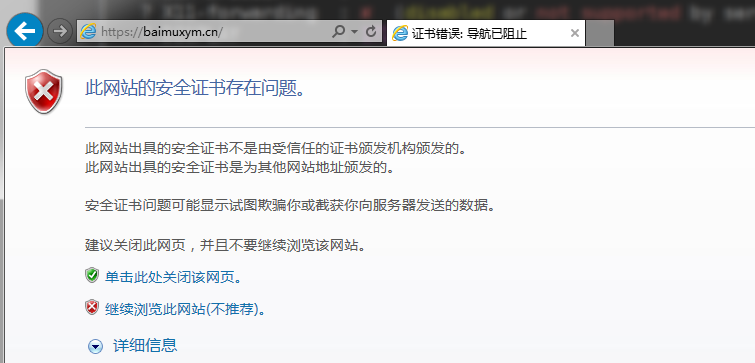 ? X11-forwarding : x (disabled or not supported by ser
https://baimuxym.cn/
证书错误: 导航已阻止
此网站的安全证书存在问题。
此网站出具的安全证书不是由受信任的证书颁发机构颁发的。
此网站出具的安全证书是为其他网站地址颁发的。
安全证书问题可能显示试图欺骗你或截获你向服务器发送的数据。
建议关闭此网页，并且不要继续浏览该网站。
单击此处关闭该网页。
继续浏览此网站(不推荐)。
详细信息